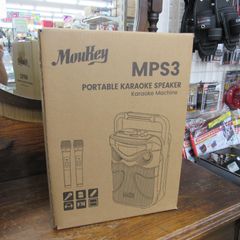 Moukey
MPS3
PORTABLE KARAOKE SPEAKER
Karaoke Machine